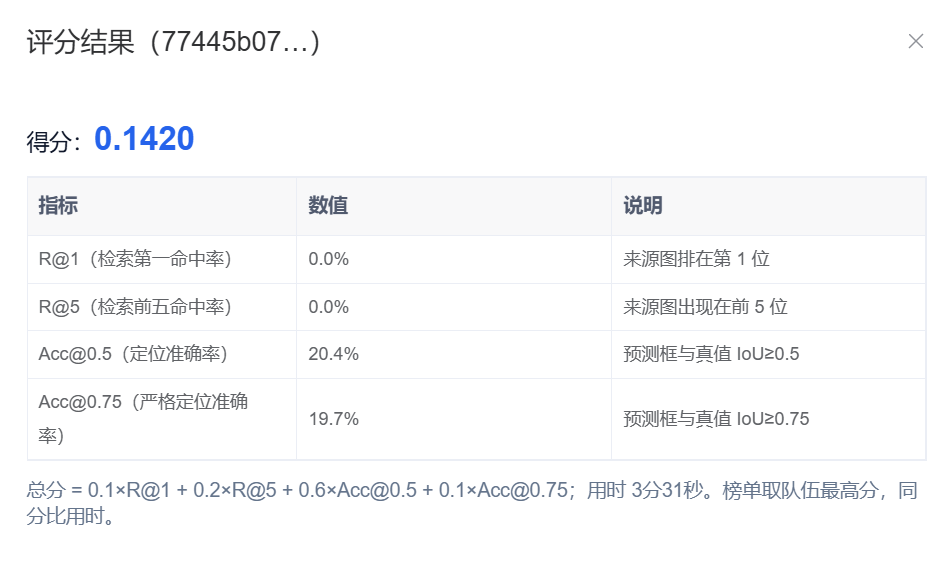 评分结果（77445b07…）
得分：0.1420
指标 数值 说明
R@1（检索第一命中率） 0.0% 来源图排在第 1 位
R@5（检索前五命中率） 0.0% 来源图出现在前 5 位
Acc@0.5（定位准确率） 20.4% 预测框与真值 IoU≥0.5
Acc@0.75（严格定位准确
率） 19.7% 预测框与真值 IoU≥0.75
总分 = 0.1×R@1 + 0.2×R@5 + 0.6×Acc@0.5 + 0.1×Acc@0.75；用时 3分31秒。榜单取队伍最高分，同
分比用时。